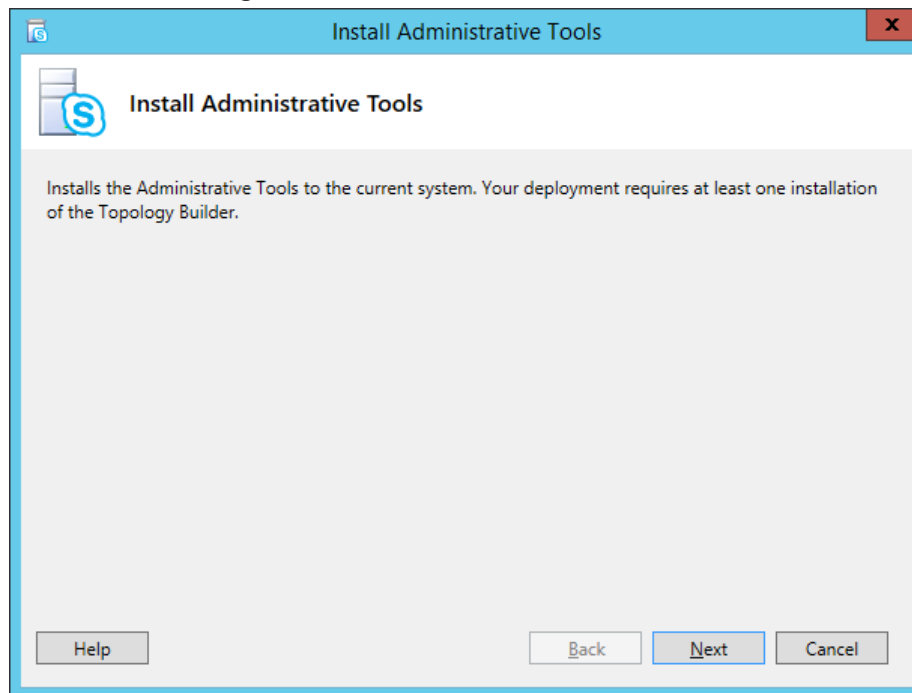 Install Administrative Tools
x
S
Install Administrative Tools
S
Installs the Administrative Tools to the current system. Your deployment requires at least one installation
of the Topology Builder.
Help
Back
Next
Cancel